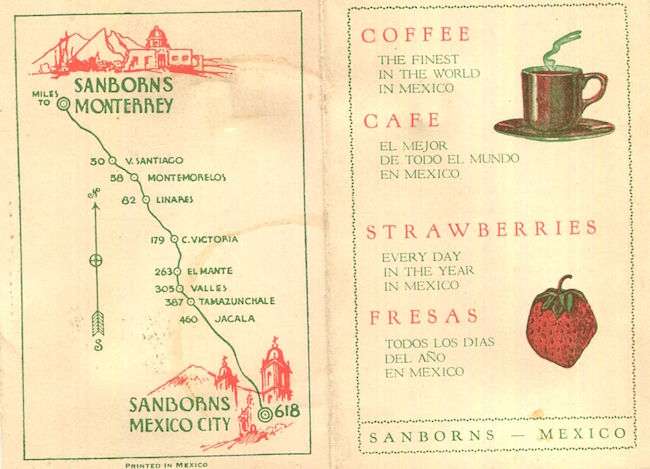 SANBORNS
MILES
TO
MONTERREY
30 V. SANTIAGO
58 MONTEMORELOS
82 LINARES
N
179 C. VICTORIA
263 EL MANTE
305 VALLES
387 TAMAZUNCHALE
460 JACALA
S
SANBORNS
MEXICO CITY
618
PRINTED IN MEXICO
COFFEE
THE FINEST
IN THE WORLD
IN MEXICO
CAFE
EL MEJOR
DE TODO EL MUNDO
EN MEXICO
STRAWBERRIES
EVERY DAY
IN THE YEAR
IN MEXICO
FRESAS
TODOS LOS DIAS
DEL AÑO
EN MEXICO
SANBORNS — MEXICO